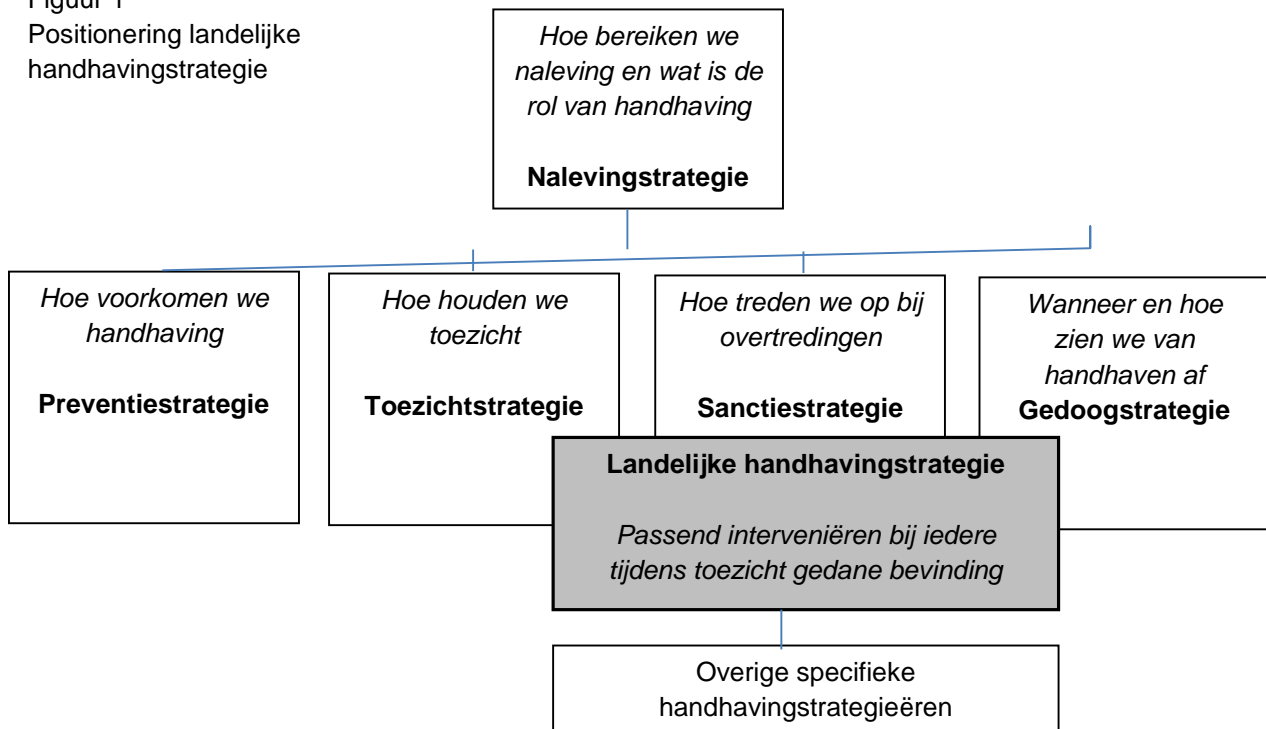 Figuur 1
Positionering landelijke
handhavingstrategie
Hoe bereiken we
naleving en wat is de
rol van handhaving
Nalevingstrategie
Hoe voorkomen we
handhaving
Preventiestrategie
Hoe houden we
toezicht
Toezichtstrategie
Hoe treden we op bij
overtredingen
Sanctiestrategie
Wanneer en hoe
zien we van
handhaven af
Gedoogstrategie
Landelijke handhavingstrategie
Passend interveniëren bij iedere
tijdens toezicht gedane bevinding
Overige specifieke
handhavingstrategieëren